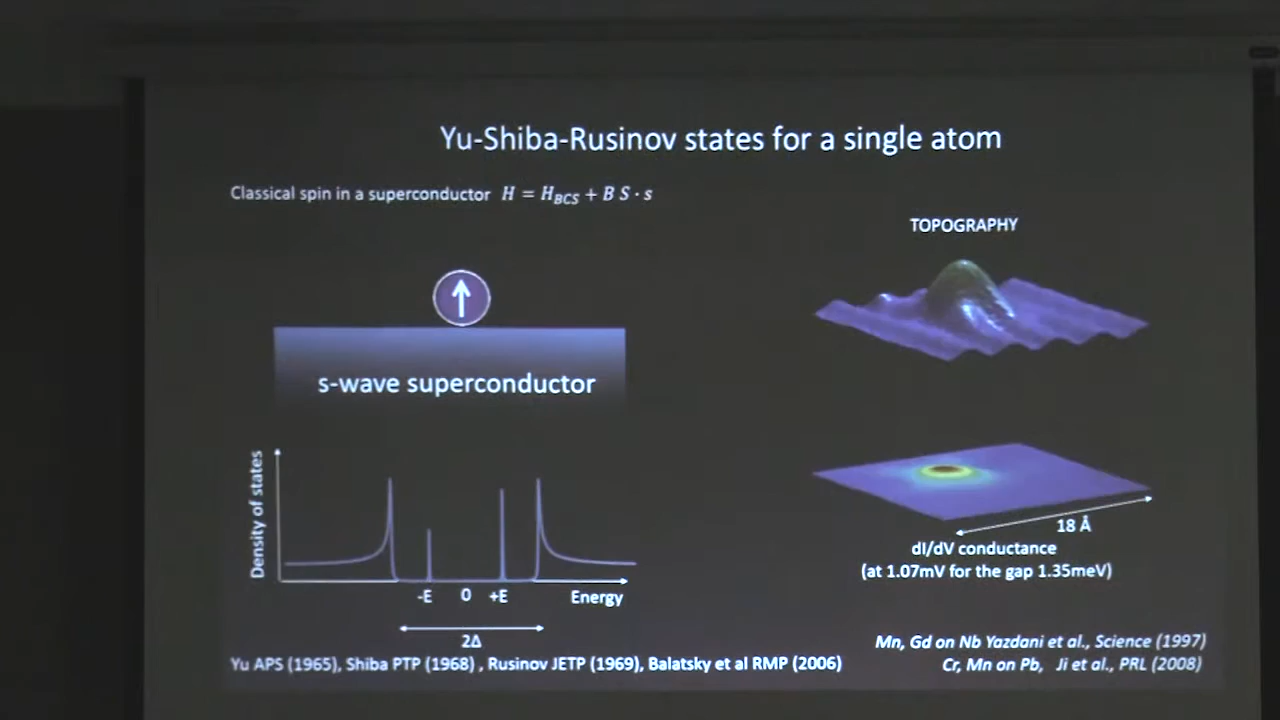 Yu-Shiba-Rusinov states for a single atom
Classical spin in a superconductor H = H_BCS + B S · s
TOPOGRAPHY
s-wave superconductor
Density of states
-E 0 +E Energy
2Δ
18 Å
dI/dV conductance
(at 1.07mV for the gap 1.35meV)
Mn, Gd on Nb Yazdani et al., Science (1997)
Cr, Mn on Pb, Ji et al., PRL (2008)
Yu APS (1965), Shiba PTP (1968) , Rusinov JETP (1969), Balatsky et al RMP (2006)